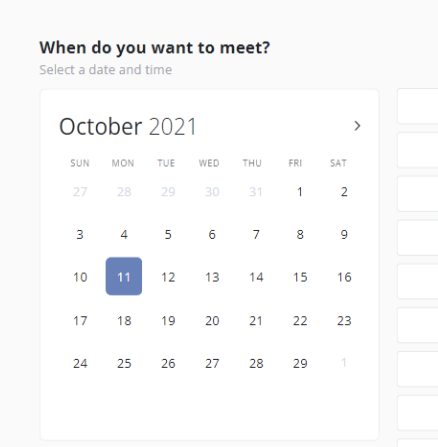 When do you want to meet?
Select a date and time
October 2021 >
SUN MON TUE WED THU FRI SAT
27 28 29 30 31 1 2
3 4 5 6 7 8 9
10 11 12 13 14 15 16
17 18 19 20 21 22 23
24 25 26 27 28 29 1